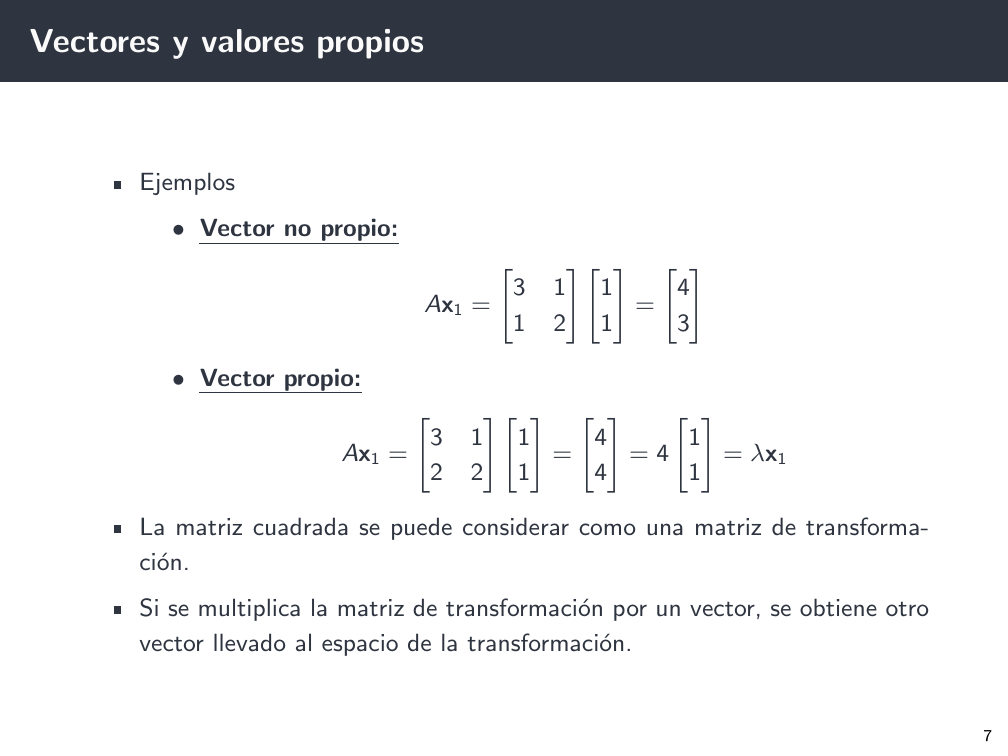 Vectores y valores propios
▪ Ejemplos
• Vector no propio:
Ax₁ = [3 1; 1 2] [1; 1] = [4; 3]
• Vector propio:
Ax₁ = [3 1; 2 2] [1; 1] = [4; 4] = 4 [1; 1] = λx₁
▪ La matriz cuadrada se puede considerar como una matriz de transforma-
ción.
▪ Si se multiplica la matriz de transformación por un vector, se obtiene otro
vector llevado al espacio de la transformación.
7